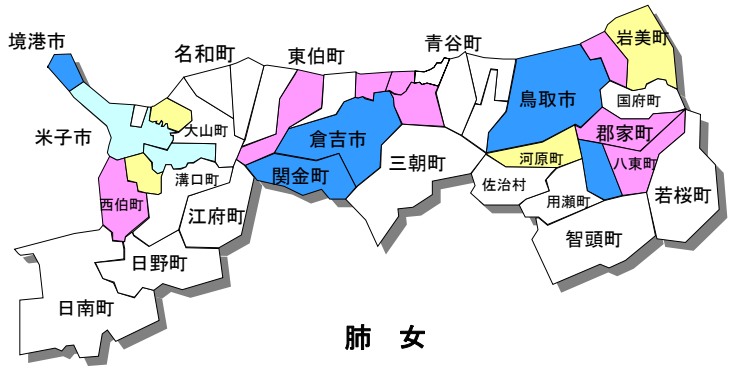 境港市
米子市
名和町
大山町
東伯町
青谷町
鳥取市
岩美町
国府町
郡家町
八東町
若桜町
倉吉市
関金町
三朝町
河原町
佐治村
用瀬町
智頭町
西伯町
溝口町
江府町
日野町
日南町
肺　女